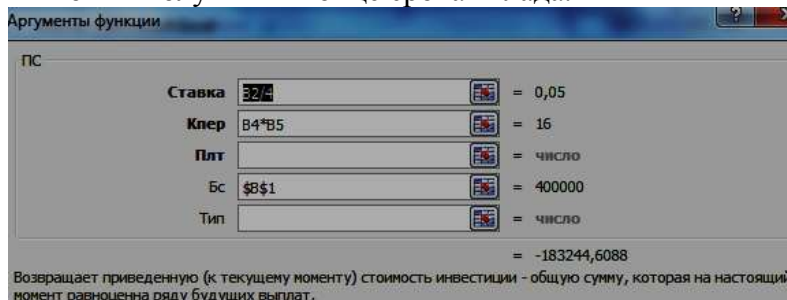 Аргументы функции
?
ПС
Ставка B2/4 = 0,05
Кпер B4*B5 = 16
Плт = число
Бс $B$1 = 400000
Тип = число
= -183244,6088
Возвращает приведенную (к текущему моменту) стоимость инвестиции - общую сумму, которая на настоящий
момент равноценна ряду будущих выплат.